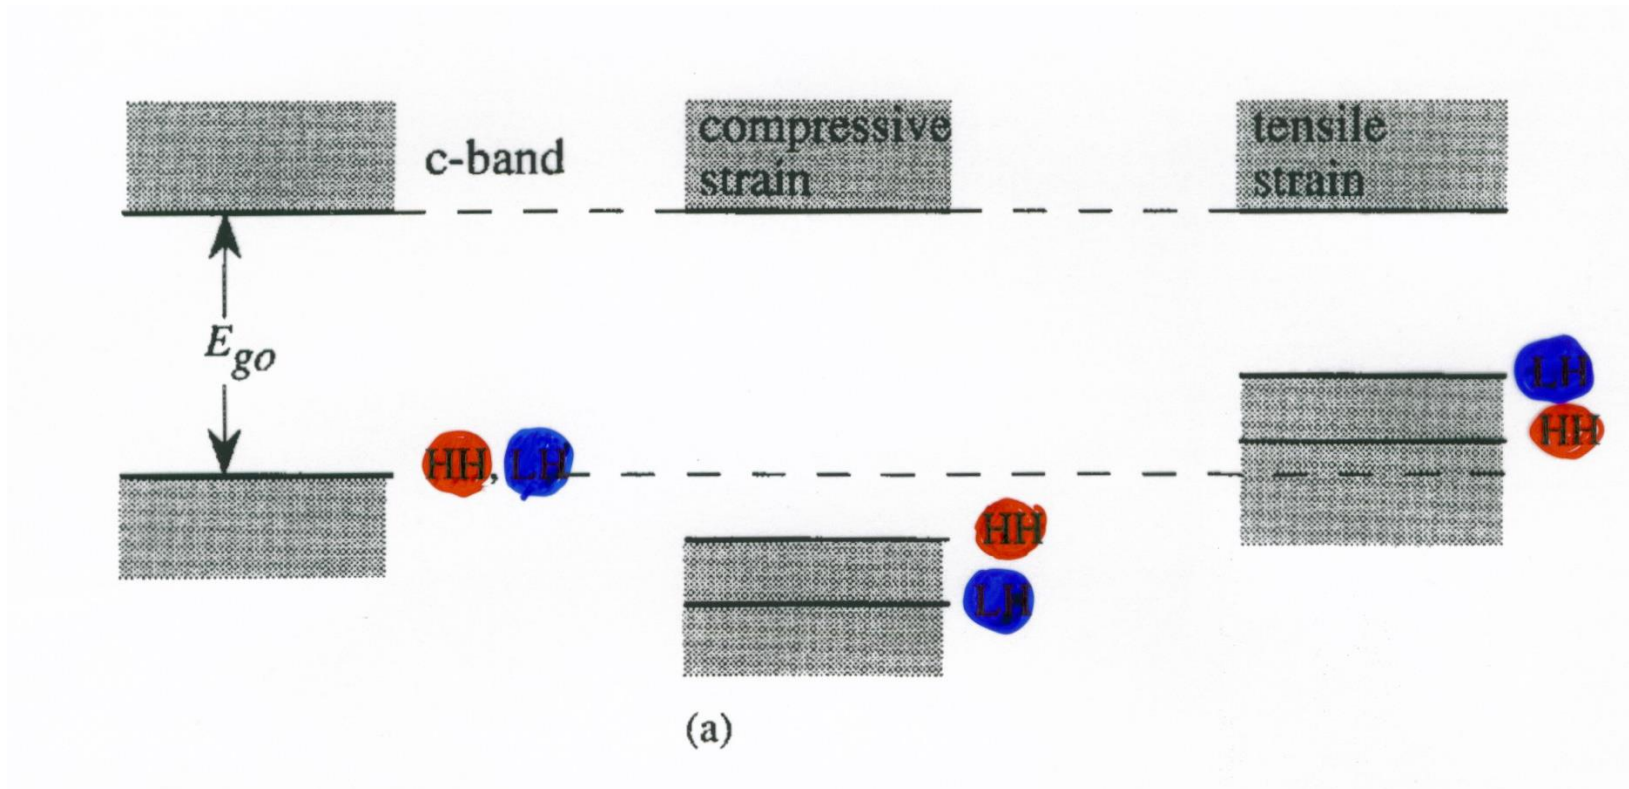 c-band
compressive
strain
tensile
strain
Ego
HH, LH
LH
HH
HH
LH
(a)